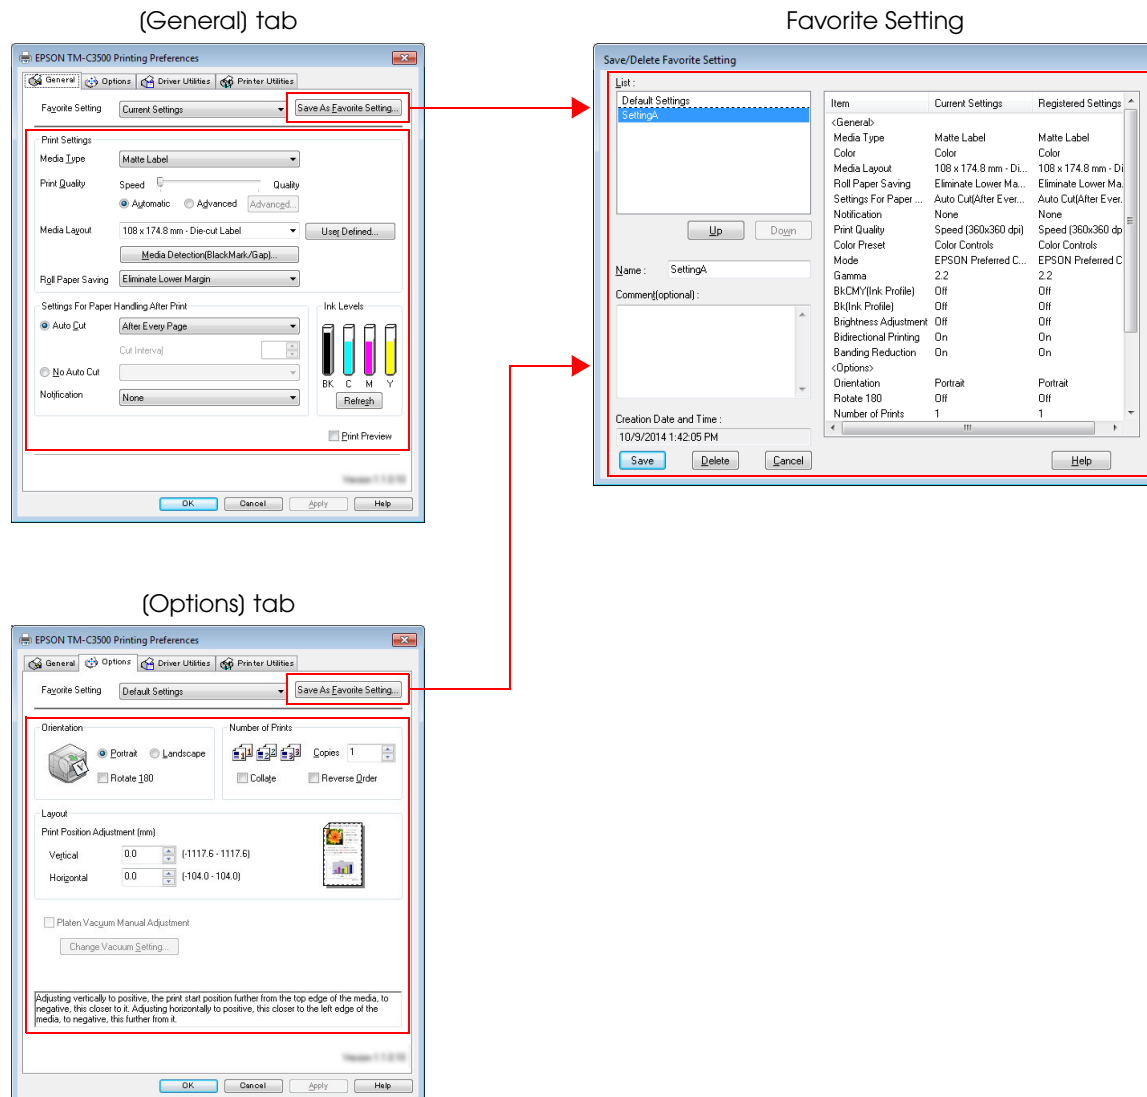 (General) tab
EPSON TM-C3500 Printing Preferences
General Options Driver Utilities Printer Utilities
Favorite Setting Current Settings Save As Favorite Setting...
Print Settings
Media Type Matte Label
Print Quality Speed Quality
Automatic Advanced Advanced...
Media Layout 108 x 174.8 mm - Die-cut Label User Defined...
Media Detection(BlackMark/Gap)...
Roll Paper Saving Eliminate Lower Margin
Settings For Paper Handling After Print
Auto Cut After Every Page
Cut Interval
No Auto Cut
Notification None
Ink Levels
BK C M Y
Refresh
Print Preview
OK Cancel Apply Help
Favorite Setting
Save/Delete Favorite Setting
List :
Default Settings
SettingA
Up Down
Name : SettingA
Comment(optional) :
Creation Date and Time :
10/9/2014 1:42:05 PM
Save Delete Cancel
Item Current Settings Registered Settings
<General>
Media Type Matte Label Matte Label
Color Color Color
Media Layout 108 x 174.8 mm - Di... 108 x 174.8 mm - Di
Roll Paper Saving Eliminate Lower Ma... Eliminate Lower Ma.
Settings For Paper ... Auto Cut(After Ever... Auto Cut(After Ever.
Notification None None
Print Quality Speed (360x360 dpi) Speed (360x360 dp
Color Preset Color Controls Color Controls
Mode EPSON Preferred C... EPSON Preferred C
Gamma 2.2 2.2
BkCMY(Ink Profile) Off Off
Bk(Ink Profile) Off Off
Brightness Adjustment Off Off
Bidirectional Printing On On
Banding Reduction On On
<Options>
Orientation Portrait Portrait
Rotate 180 Off Off
Number of Prints 1 1
Help
(Options) tab
EPSON TM-C3500 Printing Preferences
General Options Driver Utilities Printer Utilities
Favorite Setting Default Settings Save As Favorite Setting...
Orientation
Portrait Landscape
Rotate 180
Number of Prints
1 1 2 2 3 3 Copies 1
Collate Reverse Order
Layout
Print Position Adjustment (mm)
Vertical 0.0 (-1117.6 - 1117.6)
Horizontal 0.0 (-104.0 - 104.0)
Platen Vacuum Manual Adjustment
Change Vacuum Setting...
Adjusting vertically to positive, the print start position further from the top edge of the media, to
negative, this closer to it. Adjusting horizontally to positive, this closer to the left edge of the
media, to negative, this further from it.
OK Cancel Apply Help